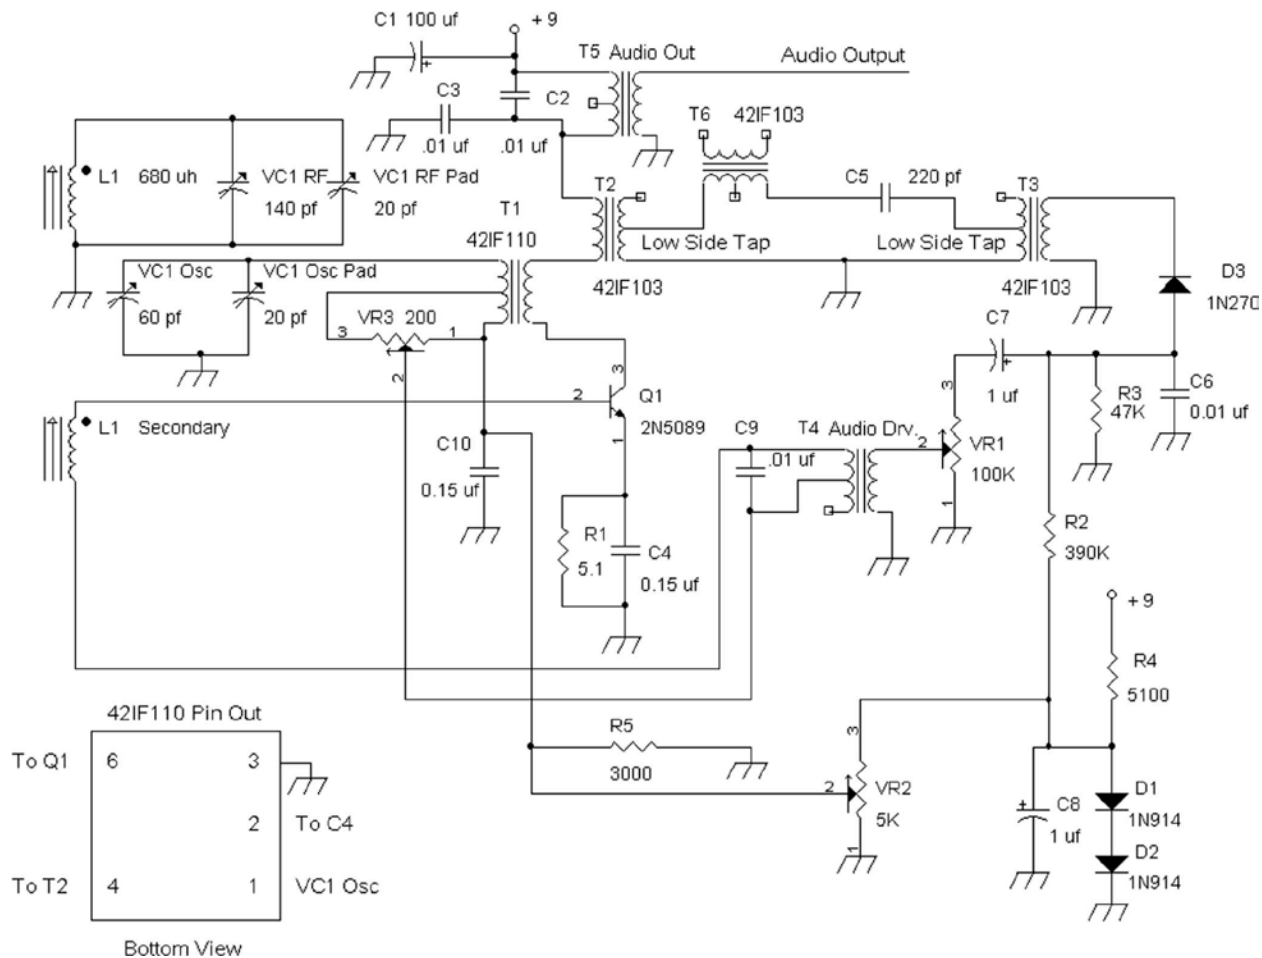 C1 100 uf
+ 9
T5 Audio Out
Audio Output
C3
C2
.01 uf
.01 uf
T6 42IF103
L1 680 uh
VC1 RF
140 pf
VC1 RF Pad
20 pf
T1
42IF110
T2
C5 220 pf
T3
Low Side Tap
Low Side Tap
42IF103
42IF103
D3
1N270
VC1 Osc
60 pf
VC1 Osc Pad
20 pf
VR3 200
3
1
2
C7
1 uf
3
R3
47K
C6
0.01 uf
L1 Secondary
2
3
Q1
2N5089
1
C10
0.15 uf
C9
.01 uf
T4 Audio Drv.
2
VR1
100K
1
R1
5.1
C4
0.15 uf
R2
390K
+ 9
R4
5100
42IF110 Pin Out
To Q1
6
3
2
To C4
To T2
4
1
VC1 Osc
Bottom View
R5
3000
3
2
VR2
5K
1
C8
1 uf
+
D1
1N914
D2
1N914